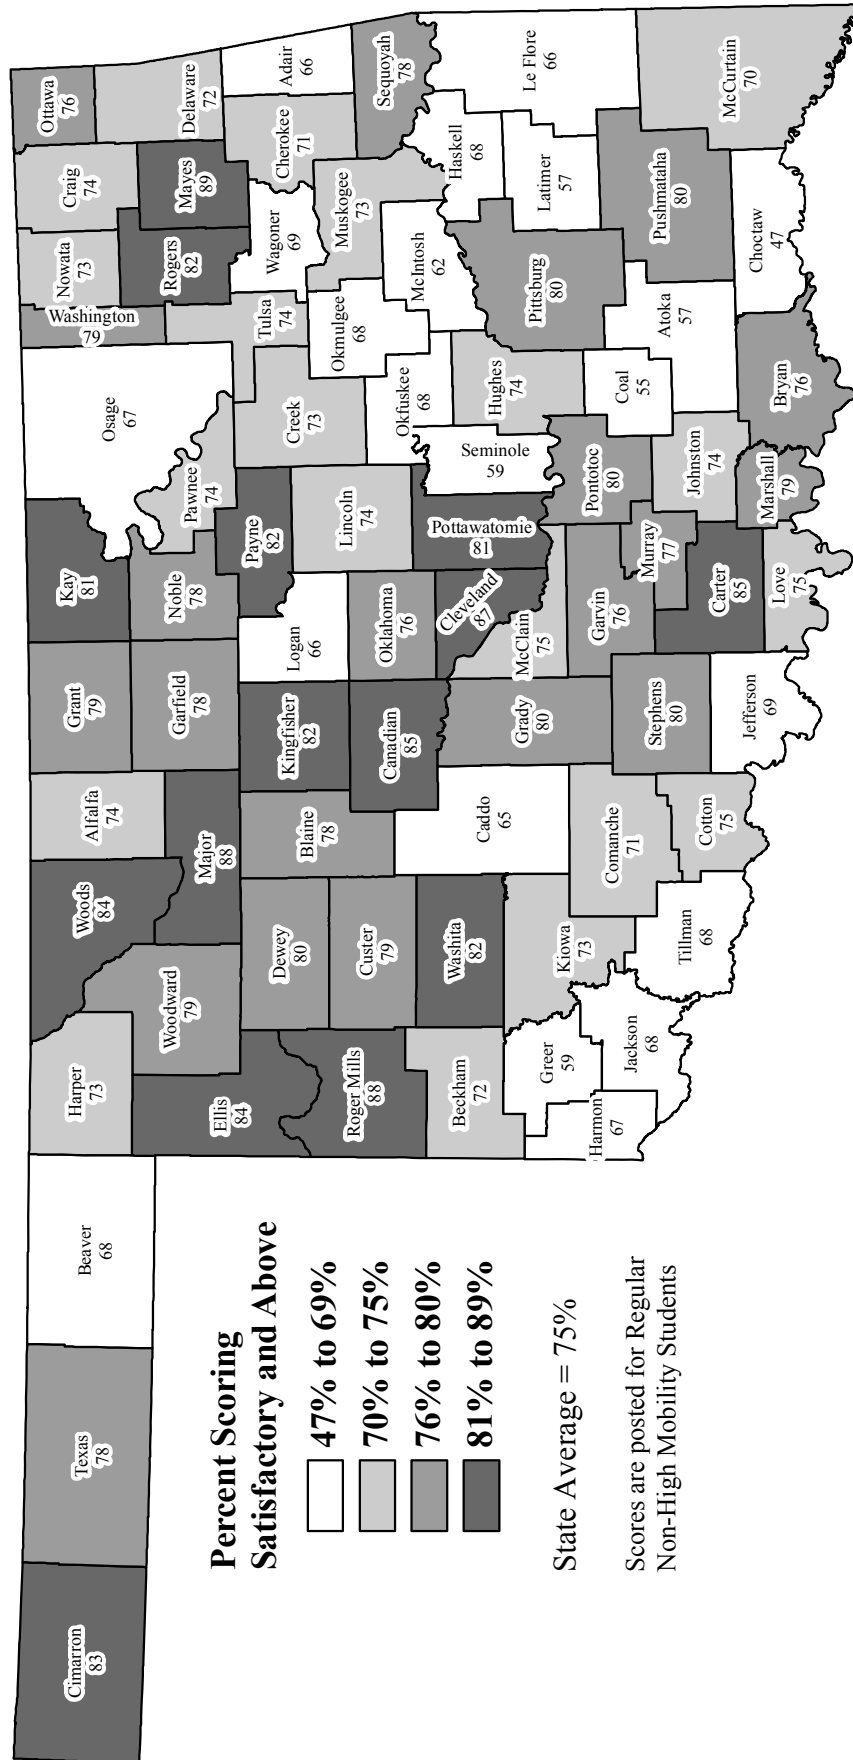 Cimarron
83
Texas
78
Beaver
68
Harper
73
Woods
84
Alfalfa
74
Grant
79
Kay
81
Osage
67
Washington
79
Nowata
73
Craig
74
Ottawa
76
Ellis
84
Woodward
79
Major
88
Garfield
78
Noble
78
Pawnee
74
Rogers
82
Mayes
89
Delaware
72
Roger Mills
88
Dewey
80
Blaine
78
Kingfisher
82
Logan
66
Payne
82
Creek
73
Tulsa
74
Wagoner
69
Cherokee
71
Adair
66
Custer
79
Canadian
85
Oklahoma
76
Lincoln
74
Okfuskee
68
Okmulgee
68
Muskogee
73
Sequoyah
78
Beckham
72
Washita
82
Caddo
65
Grady
80
McClain
75
Cleveland
87
Pottawatomie
81
Seminole
59
Hughes
74
McIntosh
62
Haskell
68
Le Flore
66
Harmon
67
Greer
59
Jackson
68
Kiowa
73
Comanche
71
Stephens
80
Garvin
76
Murray
77
Pontotoc
80
Coal
55
Pittsburg
80
Latimer
57
Tillman
68
Cotton
75
Jefferson
69
Carter
85
Love
75
Johnston
74
Marshall
79
Atoka
57
Bryan
76
Pushmataha
80
Choctaw
47
McCurtain
70
Percent Scoring
Satisfactory and Above
47% to 69%
70% to 75%
76% to 80%
81% to 89%
State Average = 75%
Scores are posted for Regular
Non-High Mobility Students